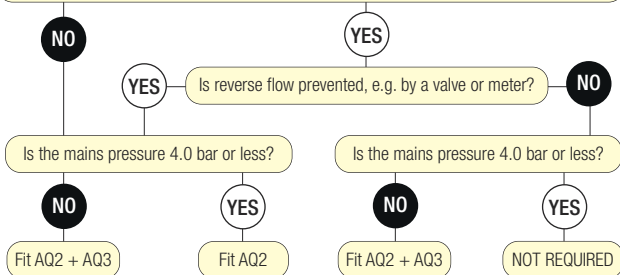 NO
YES
YES
Is reverse flow prevented, e.g. by a valve or meter?
NO
Is the mains pressure 4.0 bar or less?
Is the mains pressure 4.0 bar or less?
NO
YES
NO
YES
Fit AQ2 + AQ3
Fit AQ2
Fit AQ2 + AQ3
NOT REQUIRED